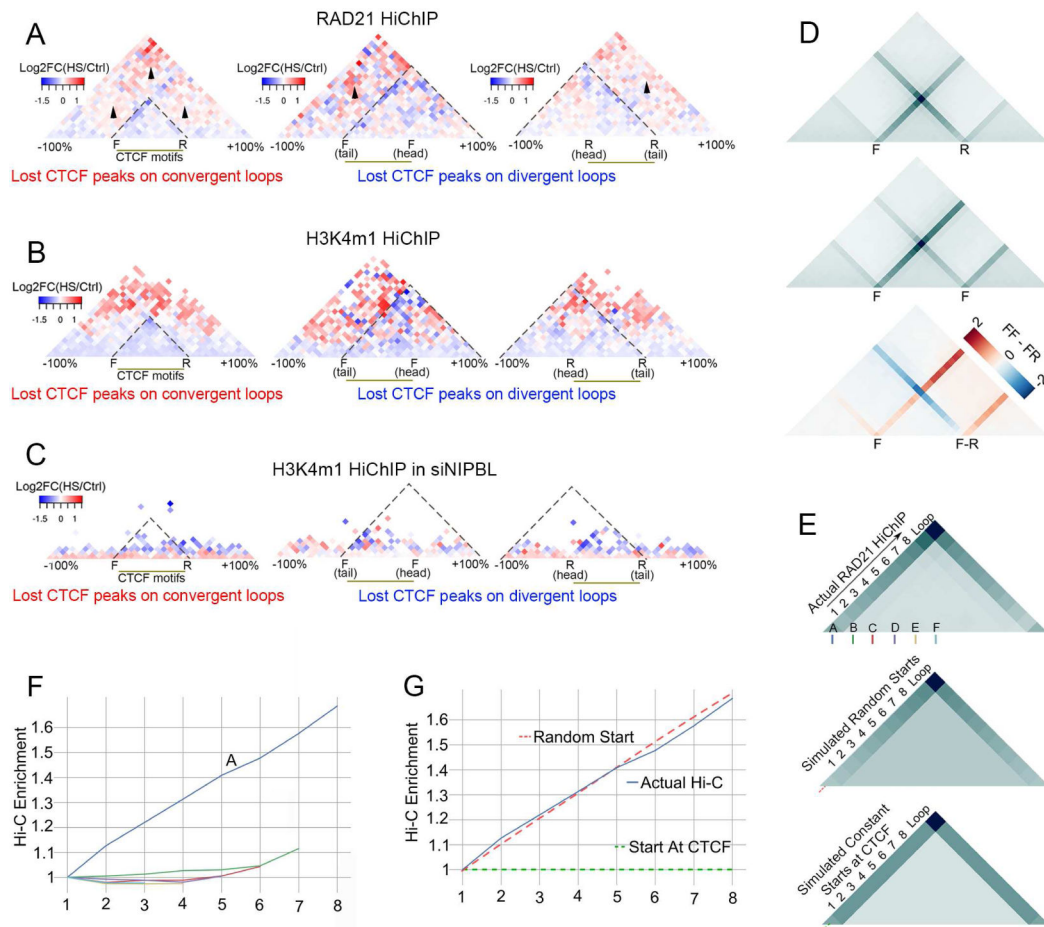 A
RAD21 HiChIP
Log2FC(HS/Ctrl)
-1.5 0 1
Log2FC(HS/Ctrl)
-1.5 0 1
Log2FC(HS/Ctrl)
-1.5 0 1
-100% F R +100%
CTCF motifs
-100% F (tail) F (head) +100%
-100% R (head) R (tail) +100%
Lost CTCF peaks on convergent loops
Lost CTCF peaks on divergent loops
B
H3K4m1 HiChIP
Log2FC(HS/Ctrl)
-1.5 0 1
-100% F R +100%
CTCF motifs
-100% F (tail) F (head) +100%
-100% R (head) R (tail) +100%
Lost CTCF peaks on convergent loops
Lost CTCF peaks on divergent loops
C
H3K4m1 HiChIP in siNIPBL
Log2FC(HS/Ctrl)
-1.5 0 1
-100% F R +100%
CTCF motifs
-100% F (tail) F (head) +100%
-100% R (head) R (tail) +100%
Lost CTCF peaks on convergent loops
Lost CTCF peaks on divergent loops
D
F R
F F
2 0 -2
FF - FR
F F-R
E
Actual RAD21 HiChIP
1 2 3 4 5 6 7 8 Loop
A B C D E F
Simulated Random Starts
1 2 3 4 5 6 7 8 Loop
Simulated Constant
Starts at CTCF
1 2 3 4 5 6 7 8 Loop
F
Hi-C Enrichment
1.6
1.5
1.4
1.3
1.2
1.1
1
A
1 2 3 4 5 6 7 8
G
Hi-C Enrichment
1.6
1.5
1.4
1.3
1.2
1.1
1
Random Start
Actual Hi-C
Start At CTCF
1 2 3 4 5 6 7 8